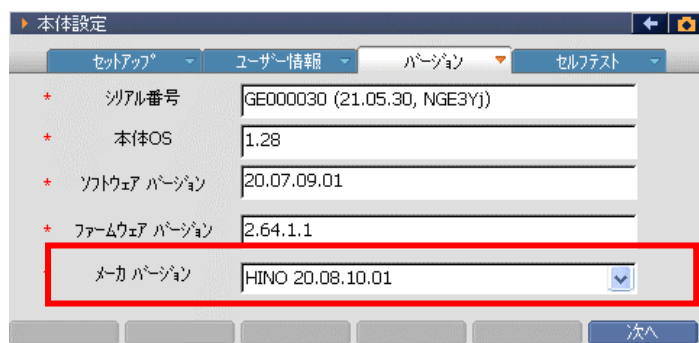 本体設定
セットアップ ユーザー情報 バージョン セルフテスト
* シリアル番号 GE000030 (21.05.30, NGE3Yj)
* 本体OS 1.28
* ソフトウェア バージョン 20.07.09.01
* ファームウェア バージョン 2.64.1.1
メーカ バージョン HINO 20.08.10.01
次へ